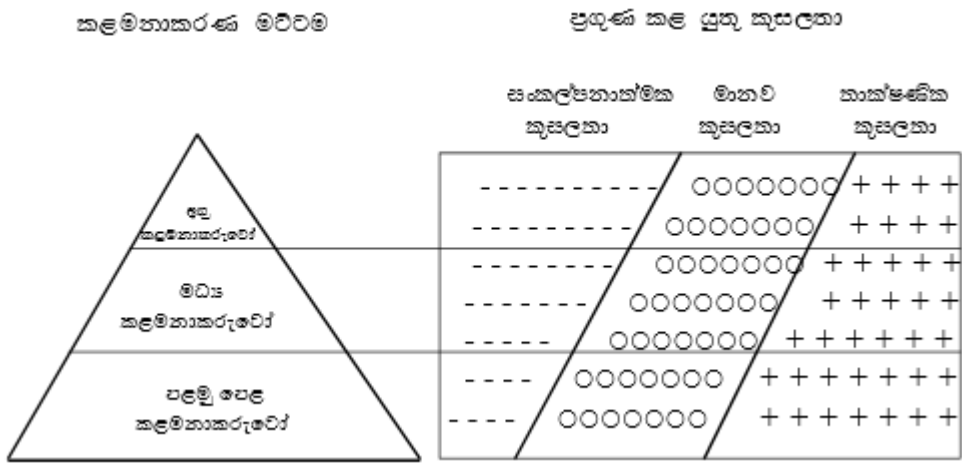 කළමනාකරණ මට්ටම
ප්‍රගුණ කළ යුතු කුසලතා
සංකල්පනාත්මක
කුසලතා
මානව
කුසලතා
තාක්ෂණික
කුසලතා
අග්‍ර
කළමනාකරුවෝ
මධ්‍ය
කළමනාකරුවෝ
පළමු පෙළ
කළමනාකරුවෝ